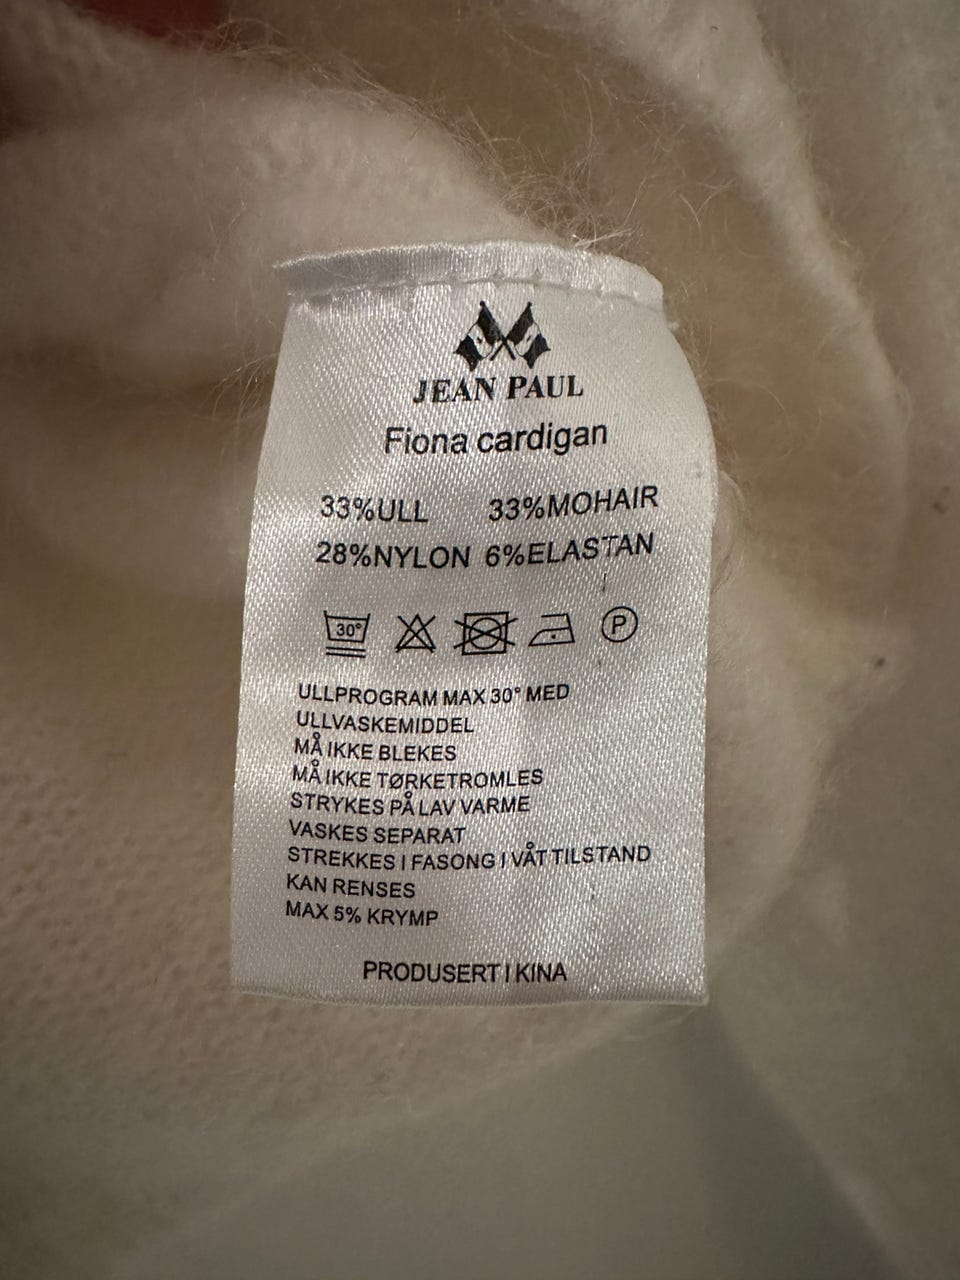 JEAN PAUL
Fiona cardigan
33%ULL 33%MOHAIR
28%NYLON 6%ELASTAN
30° P
ULLPROGRAM MAX 30° MED
ULLVASKEMIDDEL
MÅ IKKE BLEKES
MÅ IKKE TØRKETROMLES
STRYKES PÅ LAV VARME
VASKES SEPARAT
STREKKES I FASONG I VÅT TILSTAND
KAN RENSES
MAX 5% KRYMP
PRODUSERT I KINA